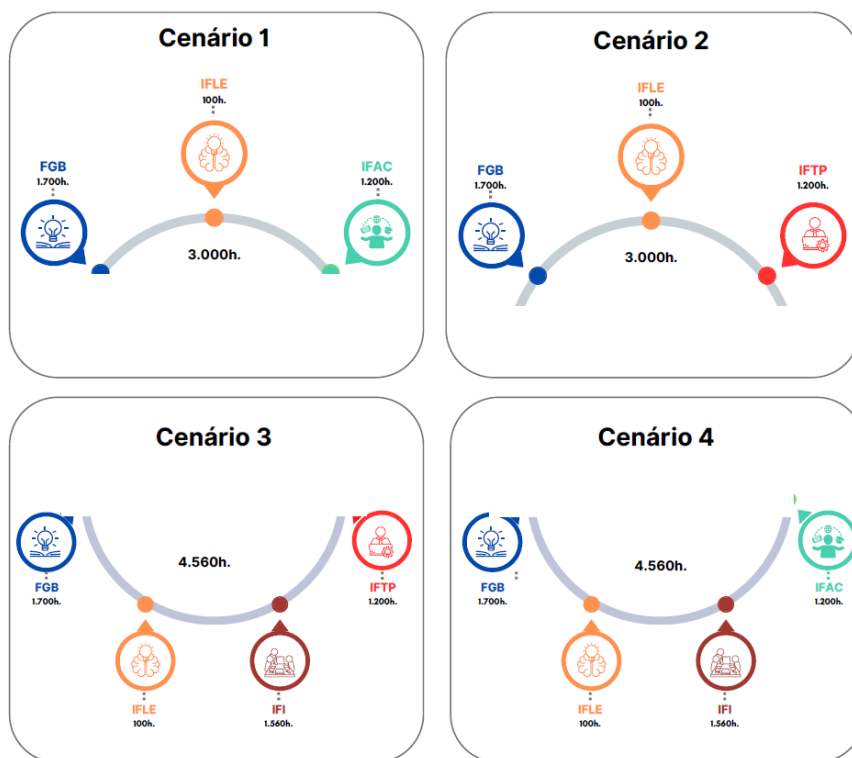 Cenário 1
IFLE
100h.
FGB
1.700h.
IFAC
1.200h.
3.000h.
Cenário 2
IFLE
100h.
FGB
1.700h.
IFTP
1.200h.
3.000h.
Cenário 3
4.560h.
FGB
1.700h.
IFTP
1.200h.
IFLE
100h.
IFI
1.560h.
Cenário 4
4.560h.
FGB
1.700h.
IFAC
1.200h.
IFLE
100h.
IFI
1.560h.